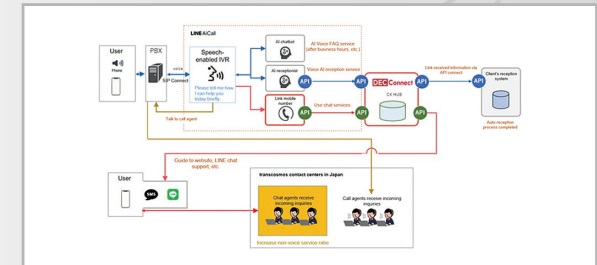 LINE AiCall
User
Phone
PBX
voice
SIP Connect
Speech-
enabled IVR
Please tell me how
I can help you
today briefly.
Talk to call agent
AI chatbot
AI Voice FAQ service
(after business hours, etc.)
AI receptionist
Voice AI reception service
API
Link mobile
number
Use chat services
API
API
API
DEC Connect
CX HUB
API
API
Link received information via
API connect
Client's reception
system
Auto reception
process completed
Guide to website, LINE chat
support, etc.
User
SMS
LINE
transcosmos contact centers in Japan
Chat agents receive
incoming inquiries
Call agents receive incoming
inquiries
Increase non-voice service ratio